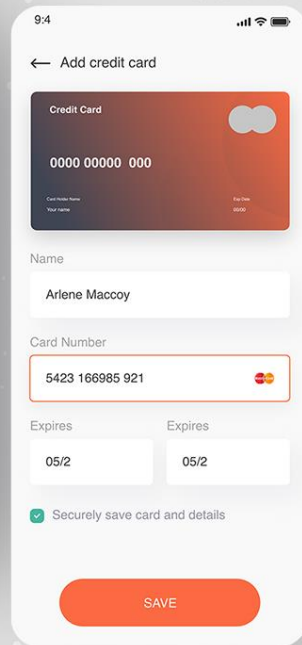 9:4
Add credit card
Credit Card
0000 00000 000
Card Holder Name
Exp Date
Your name
00/00
Name
Arlene Maccoy
Card Number
5423 166985 921
Expires
Expires
05/2
05/2
Securely save card and details
SAVE